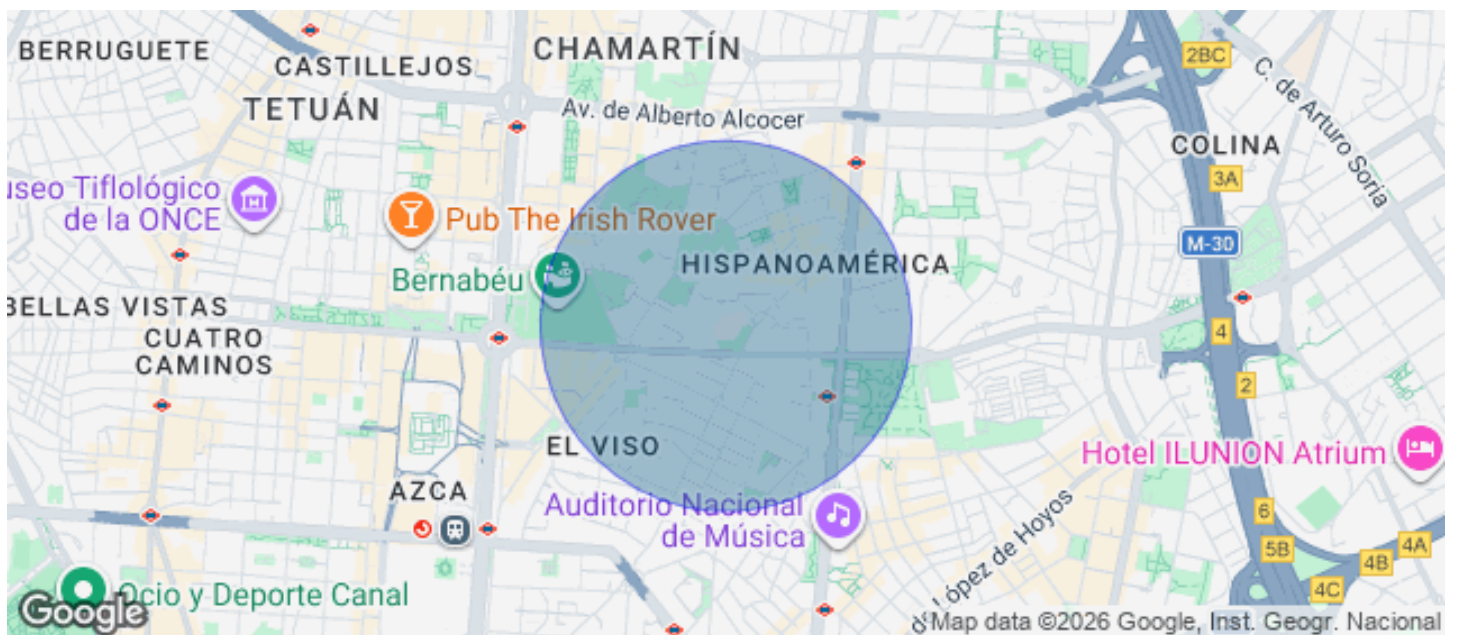 BERRUGUETE
CASTILLEJOS
CHAMARTÍN
2BC
C. de Arturo Soria
TETUÁN
Av. de Alberto Alcocer
COLINA
3A
useo Tiflológico
de la ONCE
Pub The Irish Rover
M-30
HISPANOAMÉRICA
Bernabéu
BELLAS VISTAS
CUATRO
CAMINOS
4
2
EL VISO
Hotel ILUNION Atrium
AZCA
Auditorio Nacional
de Música
de López de Hoyos
6
5B
4A
4B
4C
Ocio y Deporte Canal
Google
Map data ©2026 Google, Inst. Geogr. Nacional